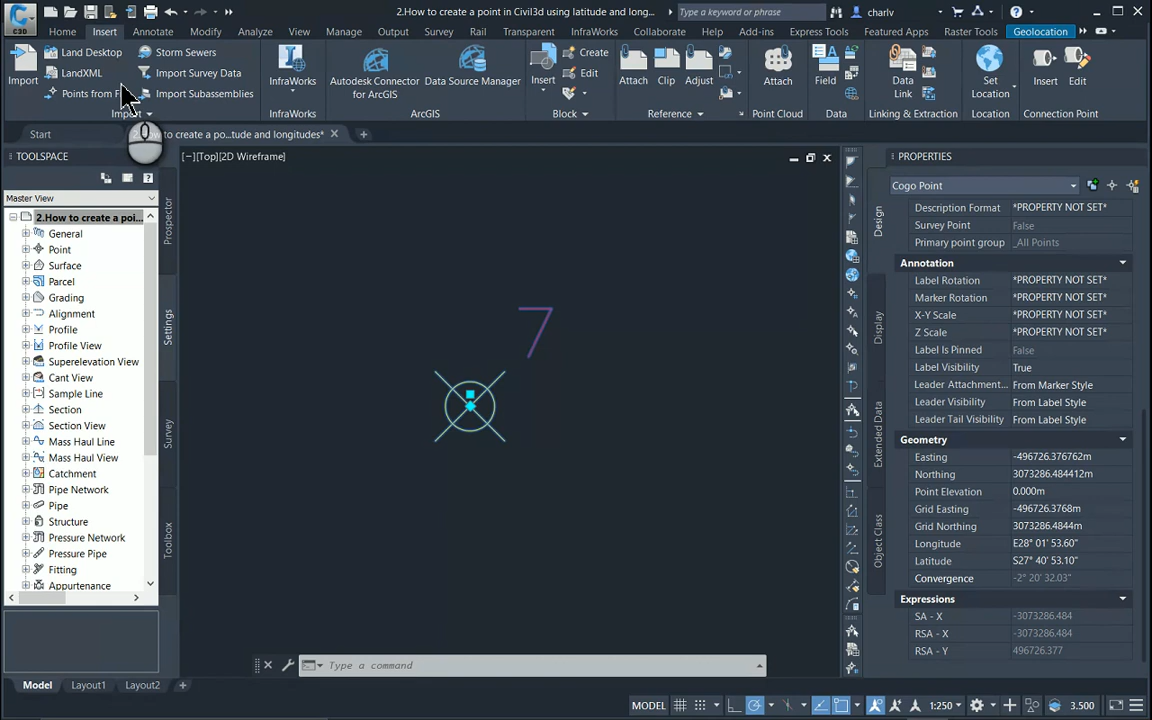 2.How to create a point in Civil3d using latitude and long...
Type a keyword or phrase
charlv
C3D
Home Insert Annotate Modify Analyze View Manage Output Survey Rail Transparent InfraWorks Collaborate Help Add-ins Express Tools Featured Apps Raster Tools Geolocation
Import
Land Desktop
LandXML
Points from F
Storm Sewers
Import Survey Data
Import Subassemblies
InfraWorks
Autodesk Connector
for ArcGIS
Data Source Manager
Insert
Create
Edit
Attach
Clip
Adjust
Attach
Field
Data
Link
Set
Location
Insert
Edit
Import
InfraWorks
ArcGIS
Block
Reference
Point Cloud
Data
Linking & Extraction
Location
Connection Point
Start
create a po...tude and longitudes*
TOOLSPACE
Master View
2.How to create a poi...
General
Point
Surface
Parcel
Grading
Alignment
Profile
Profile View
Superelevation View
Cant View
Sample Line
Section
Section View
Mass Haul Line
Mass Haul View
Catchment
Pipe Network
Pipe
Structure
Pressure Network
Pressure Pipe
Fitting
Appurtenance
Prospector
Settings
Survey
Toolbox
[−][Top][2D Wireframe]
7
Type a command
PROPERTIES
Cogo Point
Design
Display
Extended Data
Object Class
Description Format *PROPERTY NOT SET*
Survey Point False
Primary point group _All Points
Annotation
Label Rotation *PROPERTY NOT SET*
Marker Rotation *PROPERTY NOT SET*
X-Y Scale *PROPERTY NOT SET*
Z Scale *PROPERTY NOT SET*
Label Is Pinned False
Label Visibility True
Leader Attachment... From Marker Style
Leader Visibility From Label Style
Leader Tail Visibility From Label Style
Geometry
Easting -496726.376762m
Northing 3073286.484412m
Point Elevation 0.000m
Grid Easting -496726.3768m
Grid Northing 3073286.4844m
Longitude E28° 01' 53.60"
Latitude S27° 40' 53.10"
Convergence -2° 20' 32.03"
Expressions
SA - X -3073286.484
RSA - X -3073286.484
RSA - Y 496726.377
Model Layout1 Layout2
MODEL
1:250
3.500